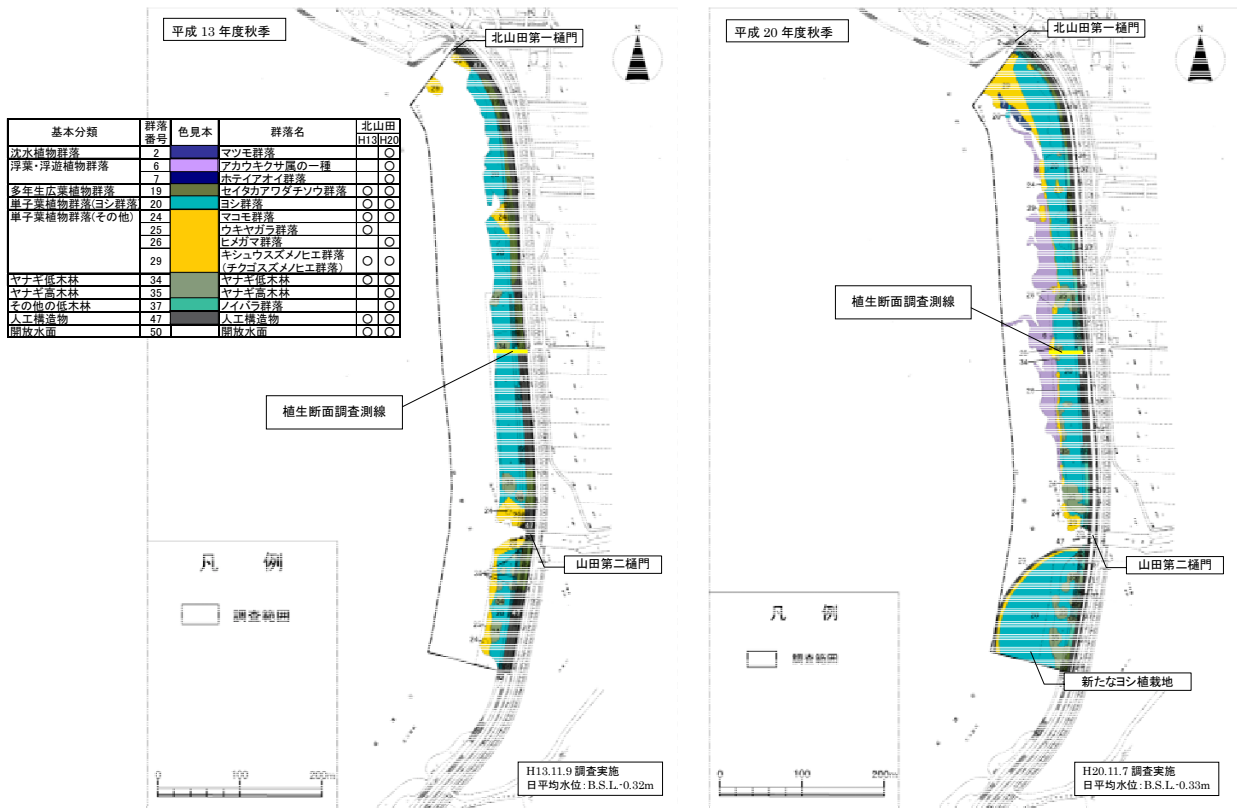 平成 13 年度秋季
北山田第一樋門
N
基本分類 群落番号 色見本 群落名 北山田 H13 H20
沈水植物群落 2 マツモ群落 ○
浮葉・浮遊植物群落 6 アカウキクサ属の一種 ○
7 ホテイアオイ群落 ○
多年生広葉植物群落 19 セイタカアワダチソウ群落 ○ ○
単子葉植物群落(ヨシ群落) 20 ヨシ群落 ○ ○
単子葉植物群落(その他) 24 マコモ群落 ○ ○
25 ウキヤガラ群落 ○
26 ヒメガマ群落 ○
29 キシュウスズメノヒエ群落 ○ ○
(チクゴスズメノヒエ群落)
ヤナギ低木林 34 ヤナギ低木林 ○ ○
ヤナギ高木林 35 ヤナギ高木林 ○
その他の低木林 37 ノイバラ群落 ○
人工構造物 47 人工構造物 ○ ○
開放水面 50 開放水面 ○ ○
植生断面調査測線
山田第二樋門
凡 例
調査範囲
0 100 200m
H13.11.9 調査実施
日平均水位:B.S.L.-0.32m
平成 20 年度秋季
北山田第一樋門
N
植生断面調査測線
山田第二樋門
新たなヨシ植栽地
凡 例
調査範囲
0 100 200m
H20.11.7 調査実施
日平均水位:B.S.L.-0.33m